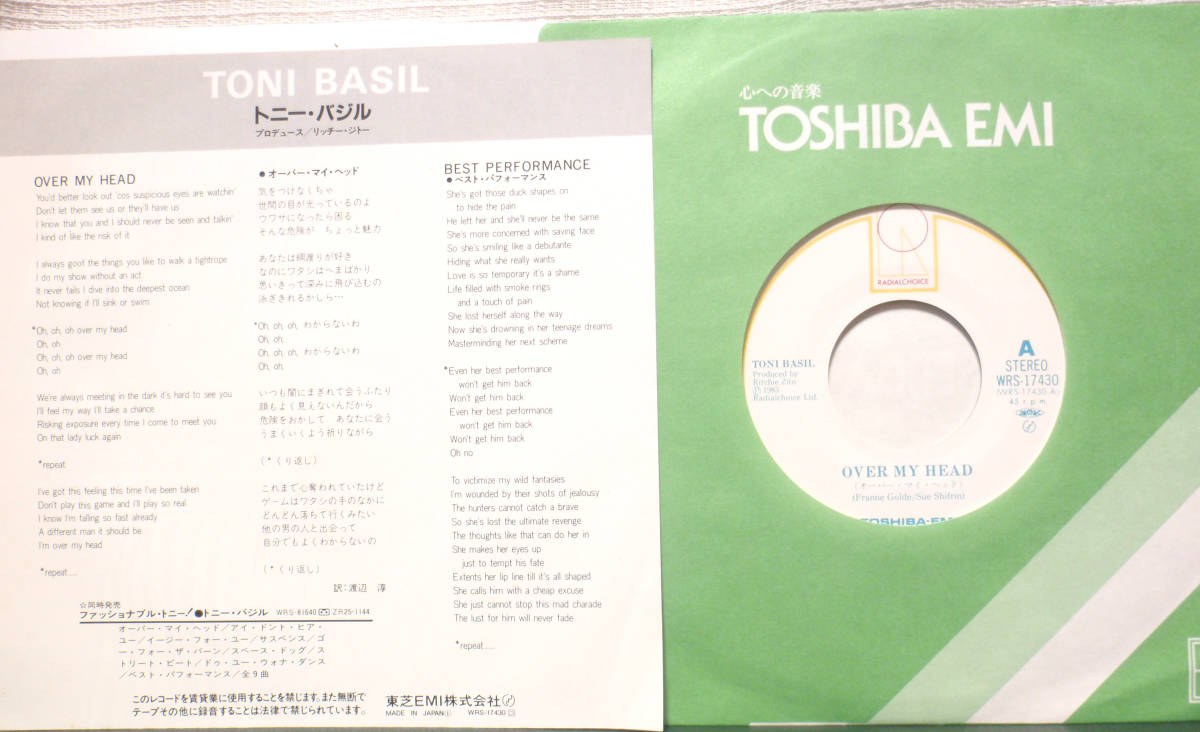 TONI BASIL
トニー・バジル
プロデュース/リッチー・ジトー
OVER MY HEAD
You'd better look out 'cos suspicious eyes are watchin'
Don't let them see us or they'll have us
I know that you and I should never be seen and talkin'
I kind of like the risk of it
I always goof the things you like to walk a tightrope
I do my show without an act
It never fails I dive into the deepest ocean
Not knowing if I'll sink or swim
*Oh, oh, oh over my head
Oh, oh
Oh, oh, oh over my head
Oh, oh
We're always meeting in the dark it's hard to see you
I'll feel my way I'll take a chance
Risking exposure every time I come to meet you
On that lady luck again
*repeat
I've got this feeling this time I've been taken
Don't play this game and I'll play so real
I know I'm falling so fast already
A different man it should be
I'm over my head
*repeat.....
●オーバー・マイ・ヘッド
気をつけなくちゃ
世間の目が光っているのよ
ウワサになったら困る
そんな危険が ちょっと魅力
あなたは綱渡りが好き
なのにワタシはへまばかり
思いきって深みに飛び込むの
泳ぎきれるかしら…
*Oh, oh, oh, わからないわ
Oh, oh,
Oh, oh, oh, わからないわ
Oh, oh,
いつも闇にまぎれて会うふたり
顔もよく見えないんだから
危険をおかして あなたに会う
うまくいくよう祈りながら
(*くり返し)
これまで心奪われていたけど
ゲームはワタシの手のなかに
どんどん落ちて行くみたい
他の男の人と出会って
自分でもよくわからないの
(*くり返し)
訳:渡辺 淳
BEST PERFORMANCE
●ベスト・パフォーマンス
She's got those duck shapes on
to hide the pain
He left her and she'll never be the same
She's more concerned with saving face
So she's smiling like a debutante
Hiding what she really wants
Love is so temporary it's a shame
Life filled with smoke rings
and a touch of pain
She lost herself along the way
Now she's drowning in her teenage dreams
Masterminding her next scheme
*Even her best performance
won't get him back
Won't get him back
Even her best performance
won't get him back
Won't get him back
Oh no
To victimize my wild fantasies
I'm wounded by their shots of jealousy
The hunters cannot catch a brave
So she's lost the ultimate revenge
The thoughts like that can do her in
She makes her eyes up
just to tempt his fate
Extents her lip line till it's all shaped
She calls him with a cheap excuse
She just cannot stop this mad charade
The lust for him will never fade
*repeat.....
☆同時発売
ファッショナブル・トニー!●トニー・バジル WRS-81640 ZR25-1144
オーバー・マイ・ヘッド/アイ・ドント・ヒア・
ユー/イージー・フォー・ユー/サスペンス/ゴ
ー・フォー・ザ・バーン/スペース・ドッグ/ス
トリート・ビート/ドゥ・ユー・ウォナ・ダンス
/ベスト・パフォーマンス/全9曲
このレコードを賃貸業に使用することを禁じます。また無断で
テープその他に録音することは法律で禁じられています。
東芝EMI株式会社
MADE IN JAPAN WRS-17430
心への音楽
TOSHIBA EMI
RADIALCHOICE
TONI BASIL
Produced by
Ritchie Zito
Ⓟ 1983
Radialchoice Ltd.
A
STEREO
WRS-17430
(WRS-17430-A)
45 r.p.m.
OVER MY HEAD
(オーバー・マイ・ヘッド)
(Franne Golde/Sue Shifrin)
TOSHIBA-EMI